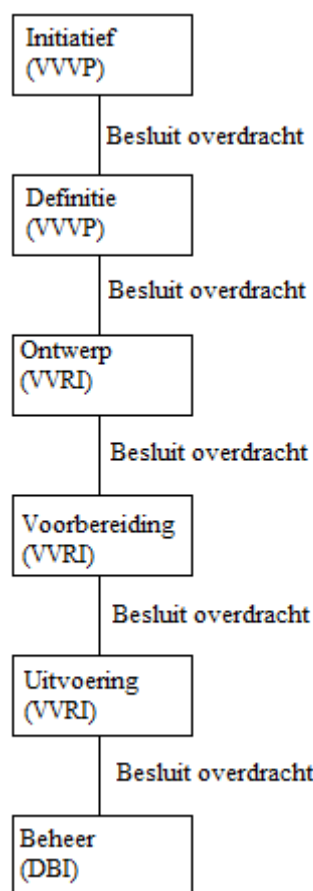 Initiatief
(VVVP)
Besluit overdracht
Definitie
(VVVP)
Besluit overdracht
Ontwerp
(VVRI)
Besluit overdracht
Voorbereiding
(VVRI)
Besluit overdracht
Uitvoering
(VVRI)
Besluit overdracht
Beheer
(DBI)